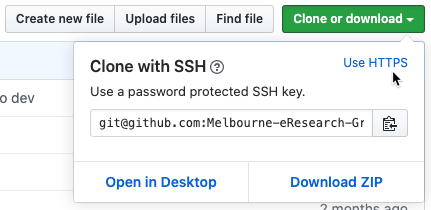 Create new file Upload files Find file Clone or download
Clone with SSH Use HTTPS
Use a password protected SSH key.
o dev
git@github.com:Melbourne-eResearch-Gr
Open in Desktop Download ZIP
2 months ago